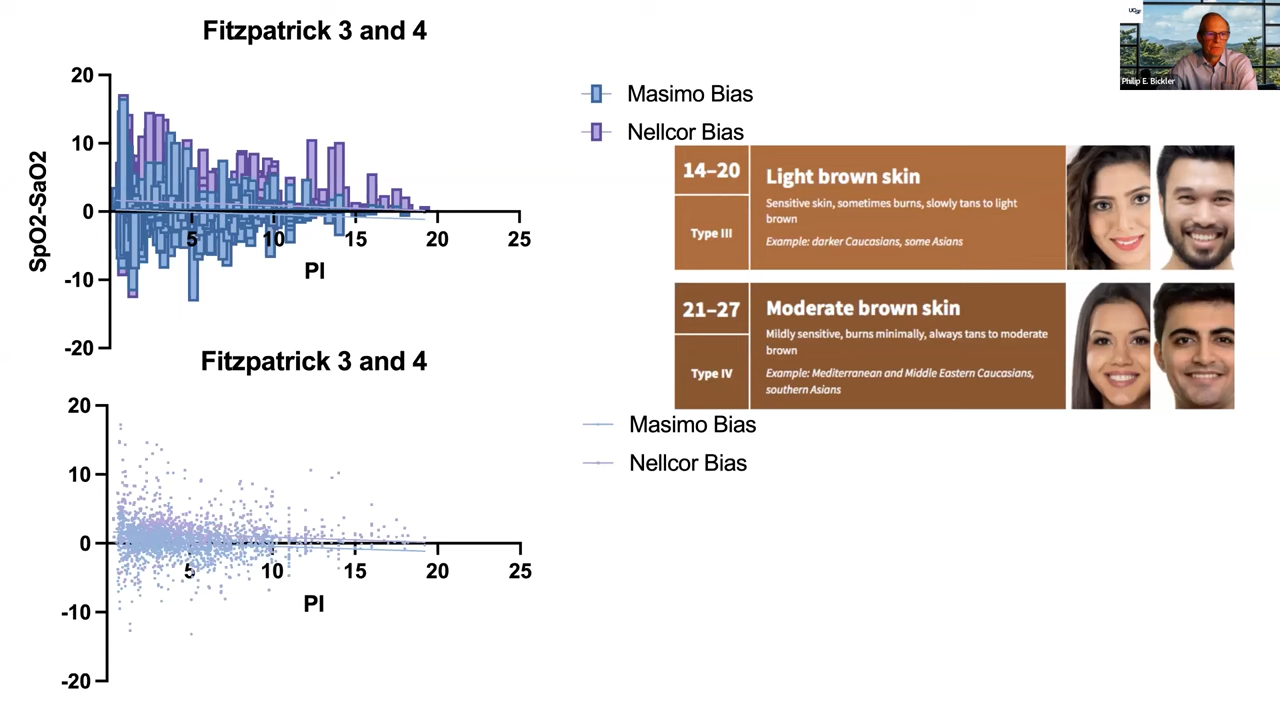 Fitzpatrick 3 and 4
20
10
0
-10
-20
SpO2-SaO2
5
10
15
20
25
PI
Masimo Bias
Nellcor Bias
14–20
Type III
Light brown skin
Sensitive skin, sometimes burns, slowly tans to light
brown
Example: darker Caucasians, some Asians
21–27
Type IV
Moderate brown skin
Mildly sensitive, burns minimally, always tans to moderate
brown
Example: Mediterranean and Middle Eastern Caucasians,
southern Asians
Fitzpatrick 3 and 4
20
10
0
-10
-20
5
10
15
20
25
PI
Masimo Bias
Nellcor Bias
UCSF
Philip E. Bickler